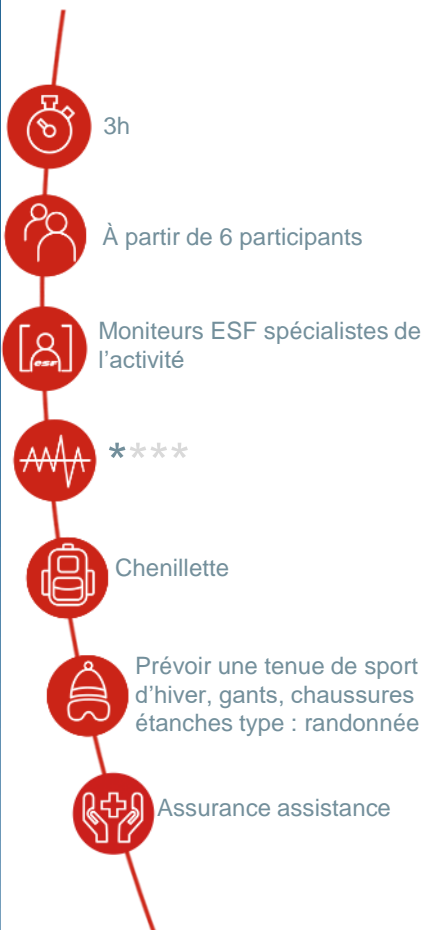 3h
À partir de 6 participants
Moniteurs ESF spécialistes de
l’activité
esf
****
Chenillette
Prévoir une tenue de sport
d’hiver, gants, chaussures
étanches type : randonnée
Assurance assistance